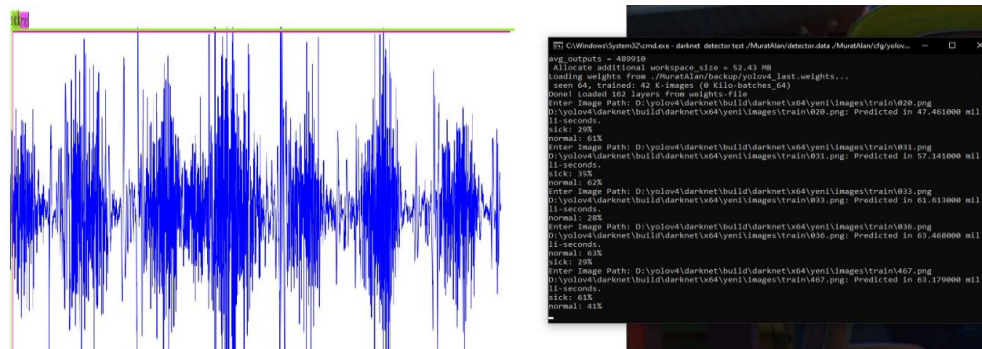 C:\Windows\System32\cmd.exe - darknet detector test ./MuratAlan/detector.data ./MuratAlan/cfg/yolov...
avg_outputs = 489910
Allocate additional workspace_size = 52.43 MB
Loading weights from ./MuratAlan/backup/yolov4_last.weights...
seen 64, trained: 42 K-images (0 Kilo-batches_64)
Done! Loaded 162 layers from weights-file
Enter Image Path: D:\yolov4\darknet\build\darknet\x64\yeni\images\train\020.png
D:\yolov4\darknet\build\darknet\x64\yeni\images\train\020.png: Predicted in 47.461000 mil
li-seconds.
sick: 29%
normal: 61%
Enter Image Path: D:\yolov4\darknet\build\darknet\x64\yeni\images\train\031.png
D:\yolov4\darknet\build\darknet\x64\yeni\images\train\031.png: Predicted in 57.141000 mil
li-seconds.
sick: 35%
normal: 62%
Enter Image Path: D:\yolov4\darknet\build\darknet\x64\yeni\images\train\033.png
D:\yolov4\darknet\build\darknet\x64\yeni\images\train\033.png: Predicted in 61.613000 mil
li-seconds.
normal: 28%
Enter Image Path: D:\yolov4\darknet\build\darknet\x64\yeni\images\train\036.png
D:\yolov4\darknet\build\darknet\x64\yeni\images\train\036.png: Predicted in 63.468000 mil
li-seconds.
normal: 63%
sick: 29%
Enter Image Path: D:\yolov4\darknet\build\darknet\x64\yeni\images\train\467.png
D:\yolov4\darknet\build\darknet\x64\yeni\images\train\467.png: Predicted in 63.179000 mil
li-seconds.
sick: 61%
normal: 41%